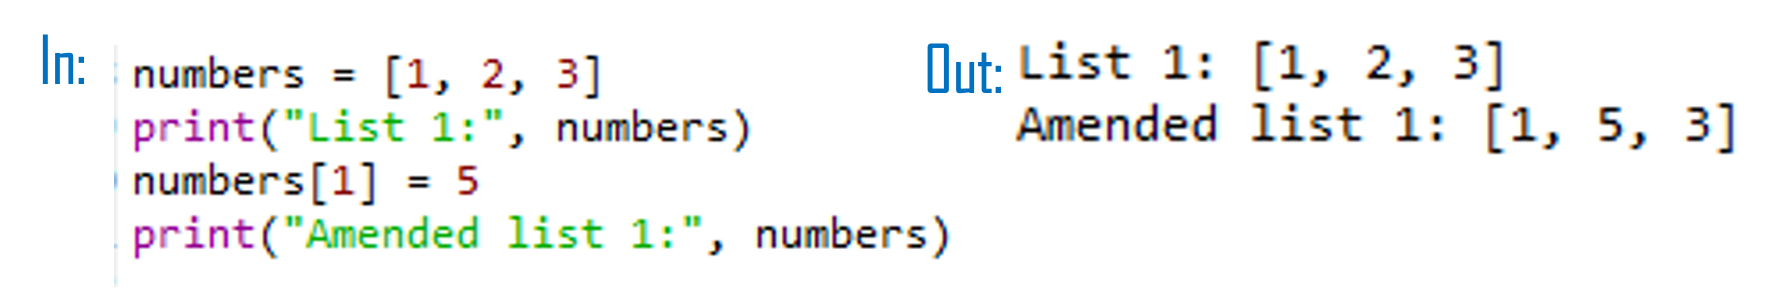 In:
numbers = [1, 2, 3]
print("List 1:", numbers)
numbers[1] = 5
print("Amended list 1:", numbers)
Out:
List 1: [1, 2, 3]
Amended list 1: [1, 5, 3]